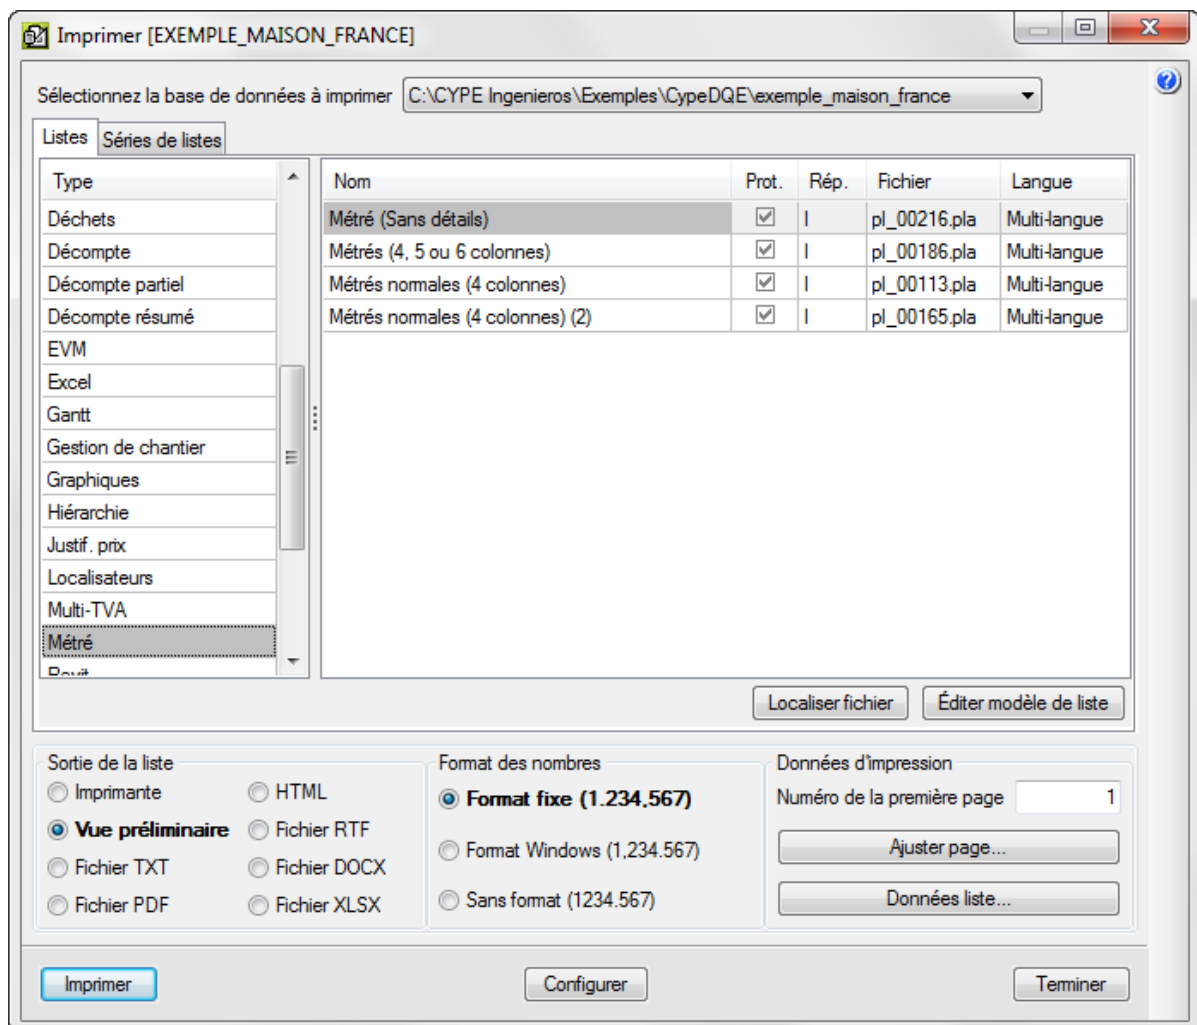 Imprimer [EXEMPLE_MAISON_FRANCE]
Sélectionnez la base de données à imprimer C:\CYPE Ingenieros\Exemples\CypeDQE\exemple_maison_france
Listes Séries de listes
Type Nom Prot. Rép. Fichier Langue
Déchets Métré (Sans détails) I pl_00216.pla Multi-langue
Décompte Métrés (4, 5 ou 6 colonnes) I pl_00186.pla Multi-langue
Décompte partiel Métrés normales (4 colonnes) I pl_00113.pla Multi-langue
Décompte résumé Métrés normales (4 colonnes) (2) I pl_00165.pla Multi-langue
EVM
Excel
Gantt
Gestion de chantier
Graphiques
Hiérarchie
Justif. prix
Localisateurs
Multi-TVA
Métré
Revit
Localiser fichier Éditer modèle de liste
Sortie de la liste Format des nombres Données d'impression
Imprimante HTML Format fixe (1.234,567) Numéro de la première page 1
Vue préliminaire Fichier RTF Format Windows (1,234.567) Ajuster page...
Fichier TXT Fichier DOCX Sans format (1234.567) Données liste...
Fichier PDF Fichier XLSX
Imprimer Configurer Terminer